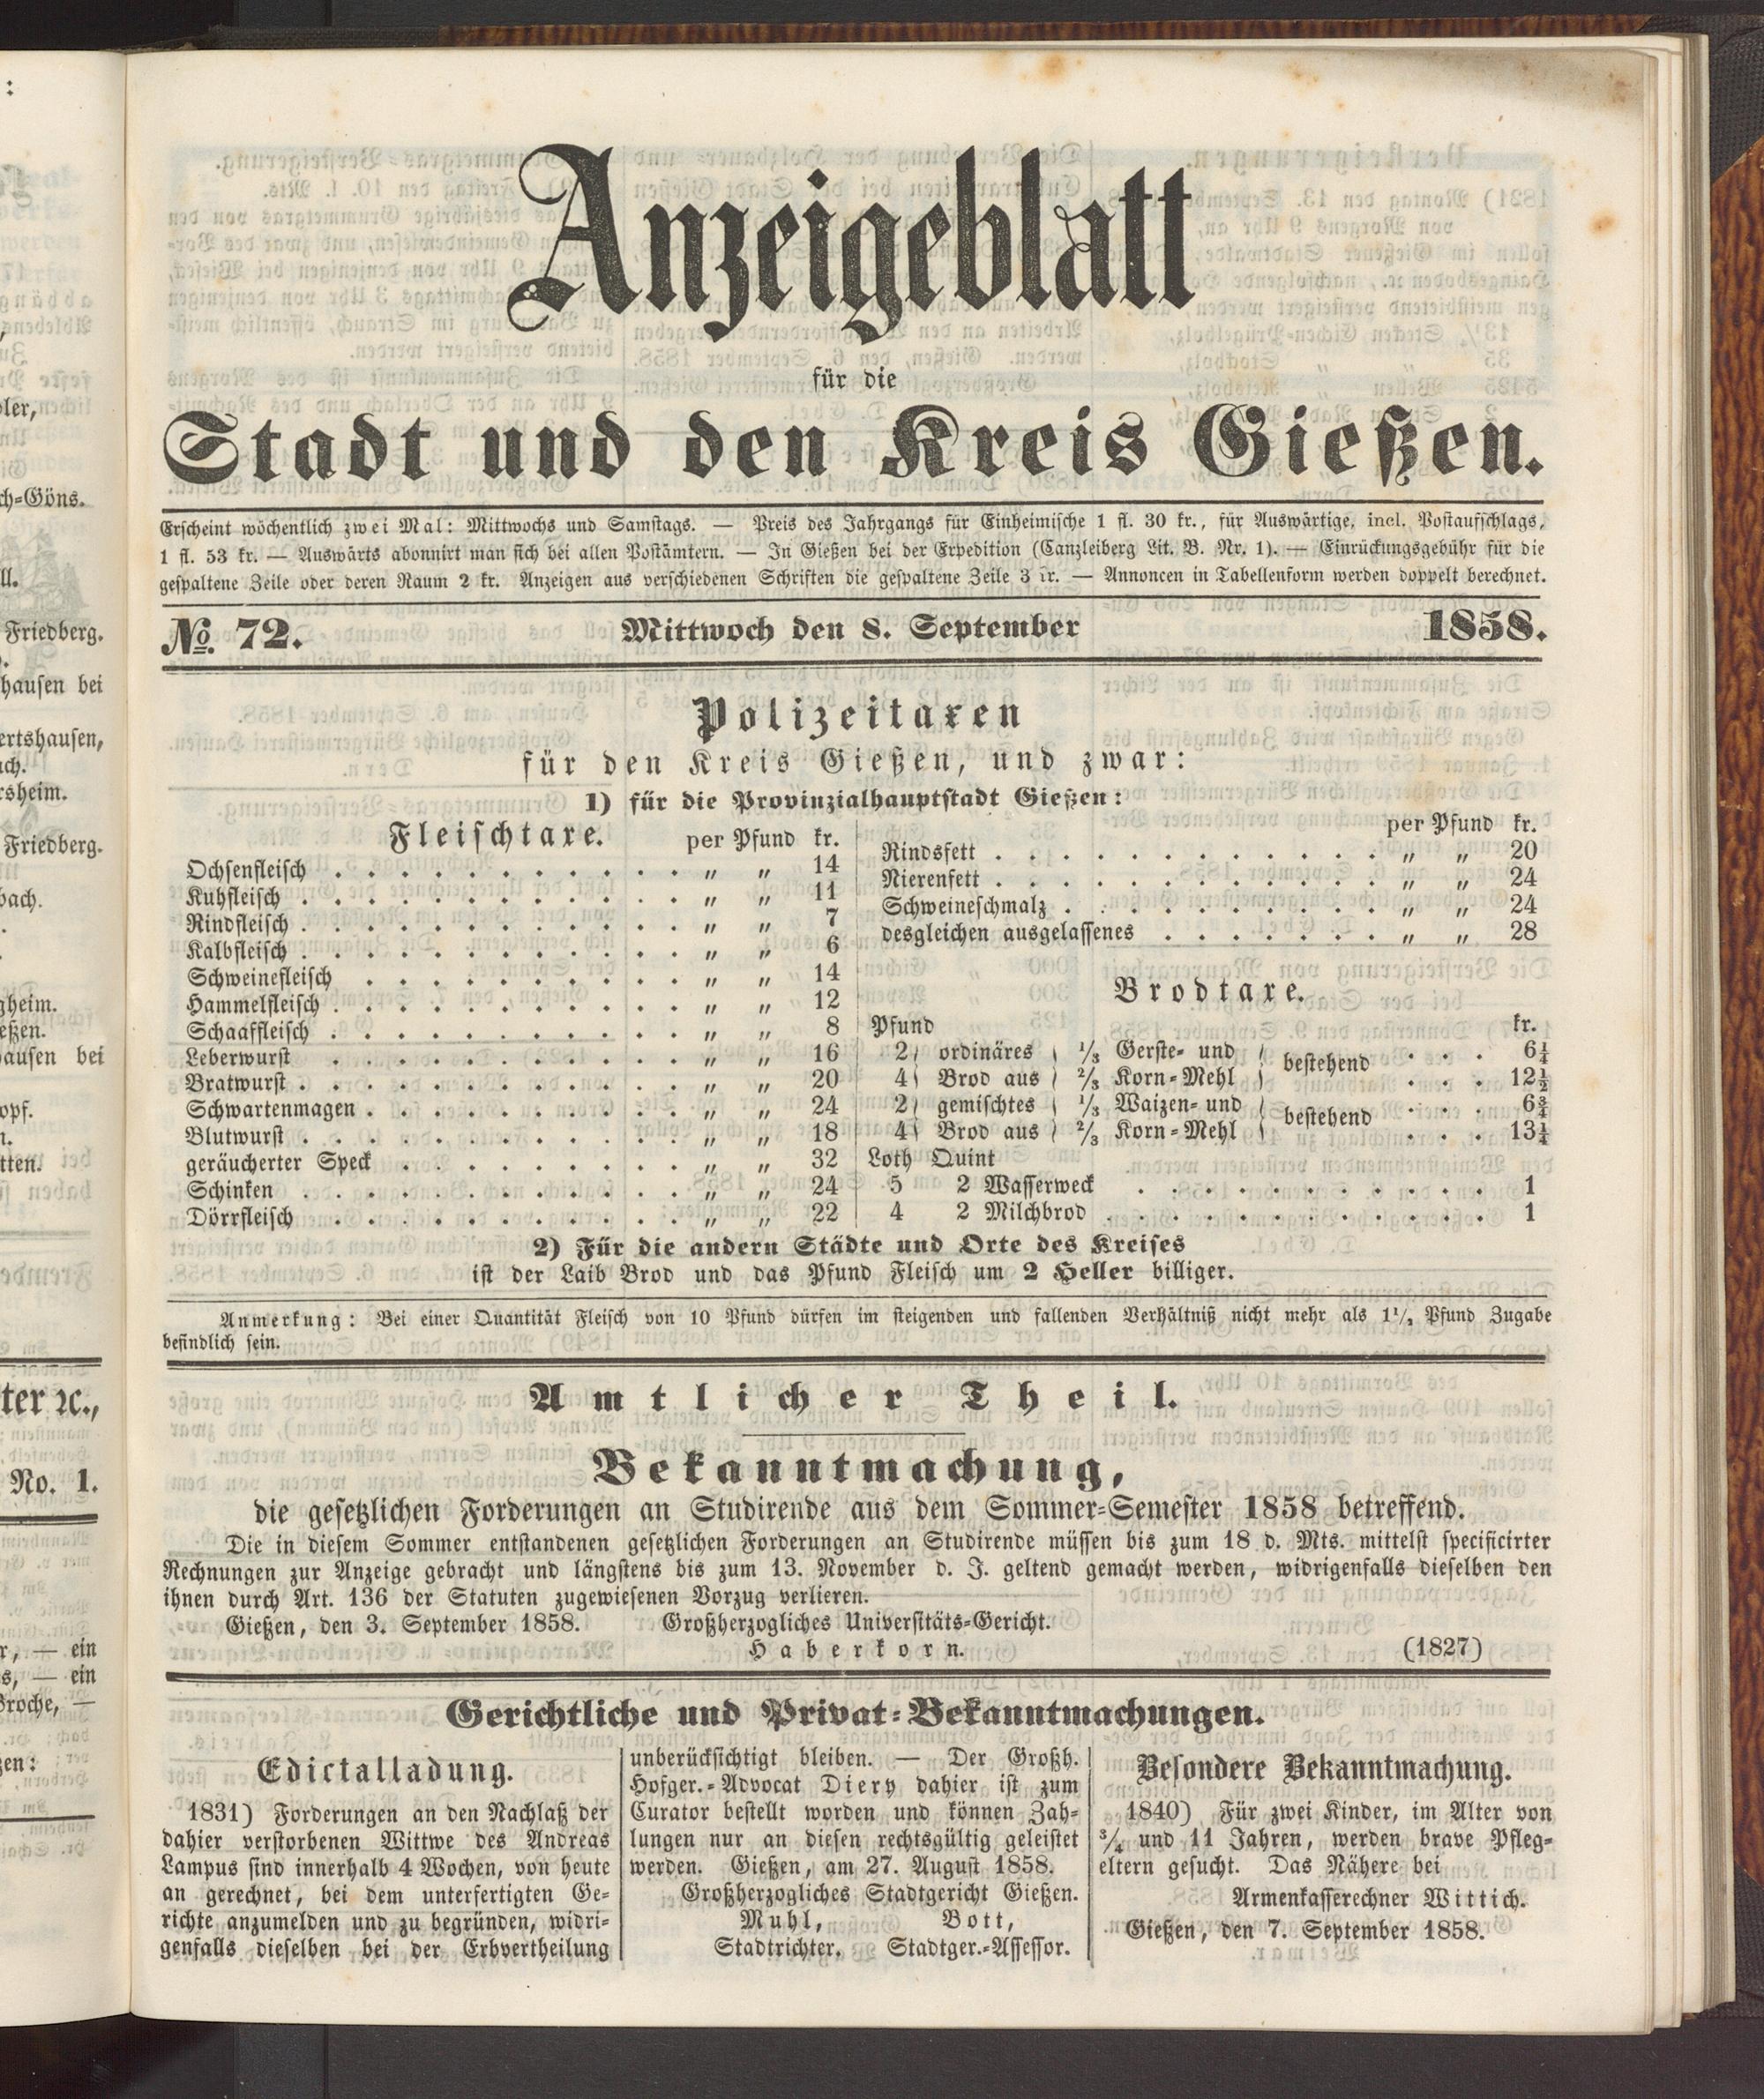 Anzeigeblatt
für die
Stadt und den Kreis Gießen.
Erscheint wöchentlich zwei Mal: Mittwochs und Samstags. — Preis des Jahrgangs für Einheimische 1 fl. 30 kr., für Auswärtige, incl. Postaufschlags,
1 fl. 53 kr. — Auswärts abonnirt man sich bei allen Postämtern. — In Gießen bei der Expedition (Canzleiberg Lit. B. Nr. 1). — Einrückungsgebühr für die
gespaltene Zeile oder deren Raum 2 kr. Anzeigen aus verschiedenen Schriften die gespaltene Zeile 3 kr. — Annoncen in Tabellenform werden doppelt berechnet.
No. 72. Mittwoch den 8. September 1858.
Polizeitaxen
für den Kreis Gießen, und zwar:
1) für die Provinzialhauptstadt Gießen:
Fleischtaxe. per Pfund kr.
Ochsenfleisch . . . . . . . . . . . „ „ 14
Kuhfleisch . . . . . . . . . . . . „ „ 11
Rindfleisch . . . . . . . . . . . . „ „ 7
Kalbfleisch . . . . . . . . . . . . „ „ 6
Schweinefleisch . . . . . . . . . . „ „ 14
Hammelfleisch . . . . . . . . . . . „ „ 12
Schaaffleisch . . . . . . . . . . . „ „ 8
Leberwurst . . . . . . . . . . . „ „ 16
Bratwurst . . . . . . . . . . . . „ „ 20
Schwartenmagen . . . . . . . . . . „ „ 24
Blutwurst . . . . . . . . . . . . „ „ 18
geräucherter Speck . . . . . . . . . „ „ 32
Schinken . . . . . . . . . . . . „ „ 24
Dörrfleisch . . . . . . . . . . . „ „ 22
per Pfund kr.
Rindsfett . . . . . . . . . . . . „ „ 20
Nierenfett . . . . . . . . . . . . „ „ 24
Schweineschmalz . . . . . . . . . . „ „ 24
desgleichen ausgelassenes . . . . . . . „ „ 28
Brodtaxe.
Pfund kr.
2 ordinäres 1/3 Gerste- und bestehend . . . 6¼
4 Brod aus 2/3 Korn-Mehl . . . 12½
2 gemischtes 1/3 Waizen- und bestehend . . . 6¾
4 Brod aus 2/3 Korn-Mehl . . . 13¼
Loth Quint
5 2 Wasserweck . . . . . . . . . . . 1
4 2 Milchbrod . . . . . . . . . . . . 1
2) Für die andern Städte und Orte des Kreises
ist der Laib Brod und das Pfund Fleisch um 2 Heller billiger.
Anmerkung: Bei einer Quantität Fleisch von 10 Pfund dürfen im steigenden und fallenden Verhältniß nicht mehr als Pfund Zugabe
befindlich sein.
Amtlicher Theil.
Bekanntmachung,
die gesetzlichen Forderungen an Studirende aus dem Sommer-Semester 1858 betreffend.
Die in diesem Sommer entstandenen gesetzlichen Forderungen an Studirende müssen bis zum 18 d. Mts. mittelst specificirter
Rechnungen zur Anzeige gebracht und längstens bis zum 13. November d. J. geltend gemacht werden, widrigenfalls dieselben den
ihnen durch Art. 136 der Statuten zugewiesenen Vorzug verlieren.
Gießen, den 3. September 1858. Großherzogliches Universitäts-Gericht.
Haberkorn. (1827)
Gerichtliche und Privat-Bekanntmachungen.
Edictalladung.
1831) Forderungen an den Nachlaß der
dahier verstorbenen Wittwe des Andreas
Lampus sind innerhalb 4 Wochen, von heute
an gerechnet, bei dem unterfertigten Ge-
richte anzumelden und zu begründen, widri-
genfalls dieselben bei der Erbvertheilung
unberücksichtigt bleiben. — Der Großh.
Hofger.-Advocat Diery dahier ist zum
Curator bestellt worden und können Zah-
lungen nur an diesen rechtsgültig geleistet
werden. Gießen, am 27. August 1858.
Großherzogliches Stadtgericht Gießen.
Muhl, Bott,
Stadtrichter. Stadtger.-Assessor.
Besondere Bekanntmachung.
1840) Für zwei Kinder, im Alter von
¾ und 11 Jahren, werden brave Pfleg-
eltern gesucht. Das Nähere bei
Armenkasserechner Wittich.
Gießen, den 7. September 1858.